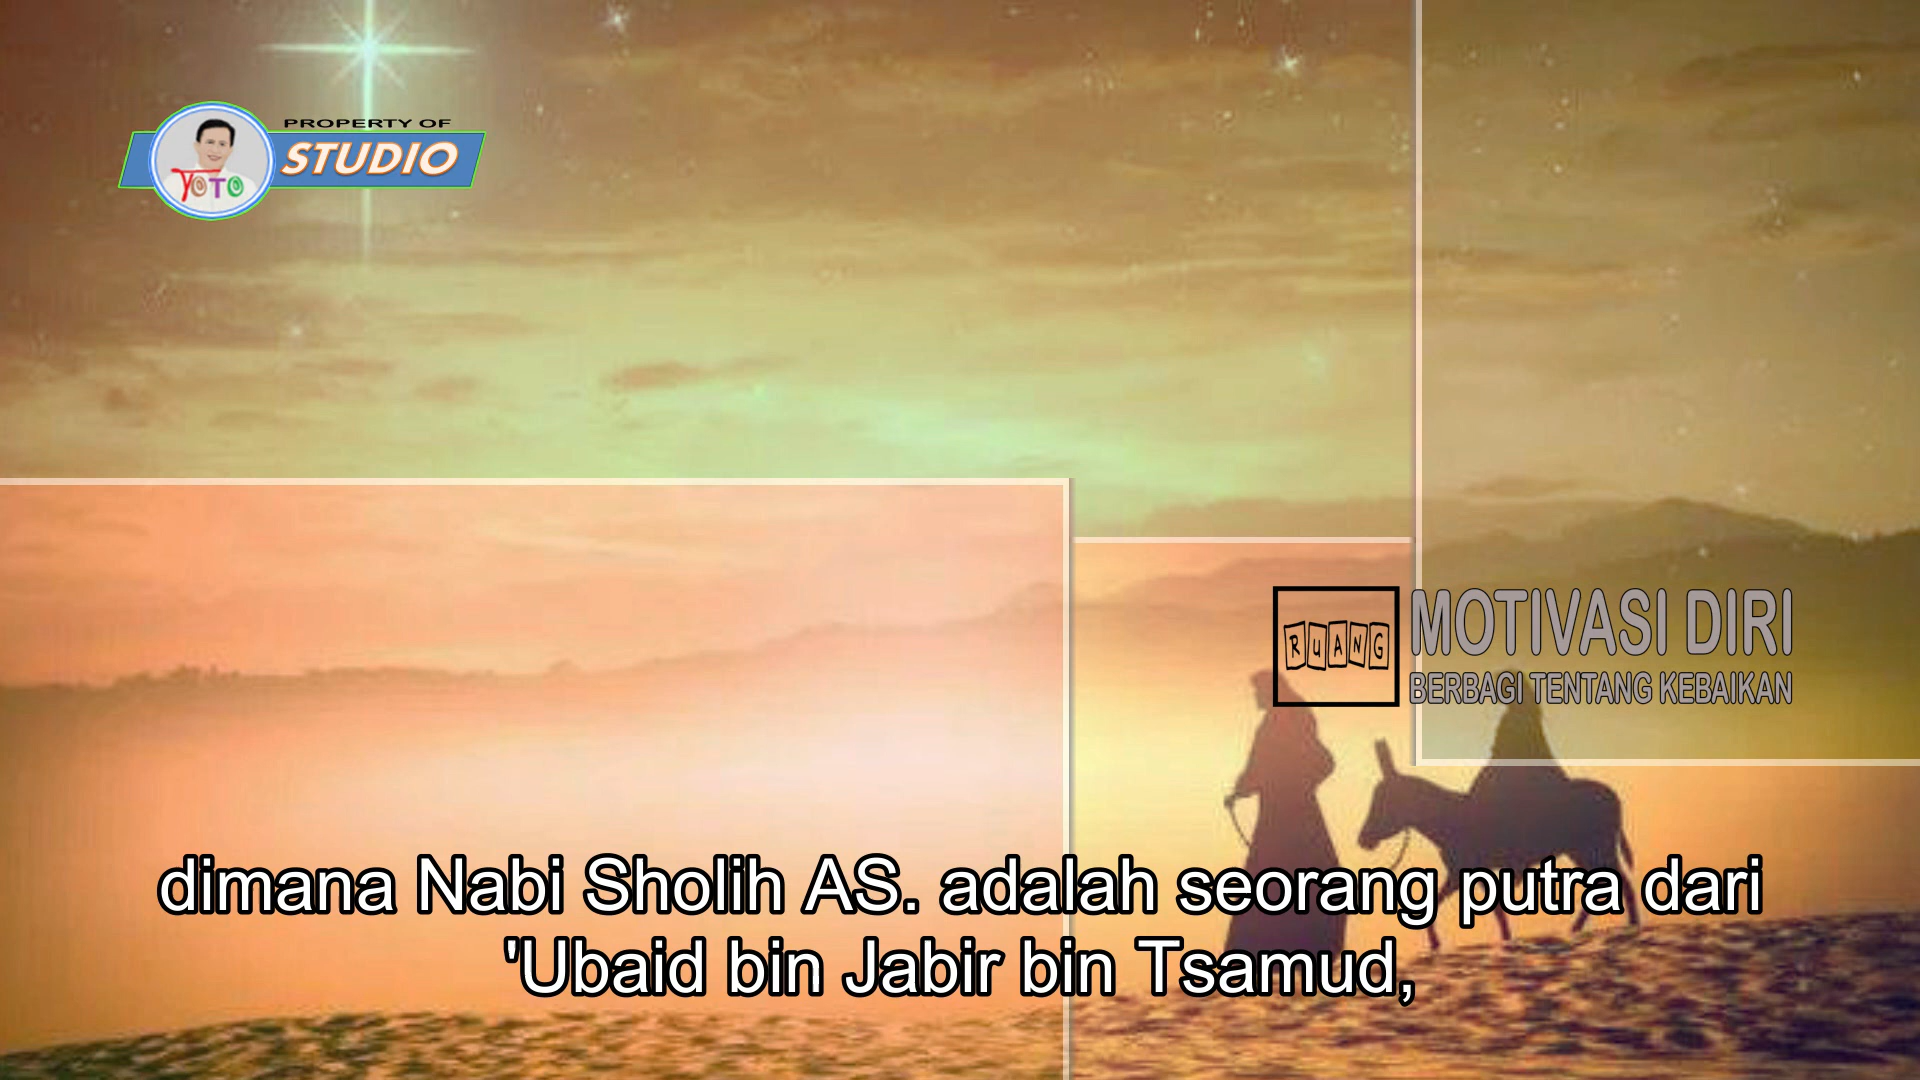 PROPERTY OF
STUDIO
YOTO
RUANG
MOTIVASI DIRI
BERBAGI TENTANG KEBAIKAN
dimana Nabi Sholih AS. adalah seorang putra dari
'Ubaid bin Jabir bin Tsamud,